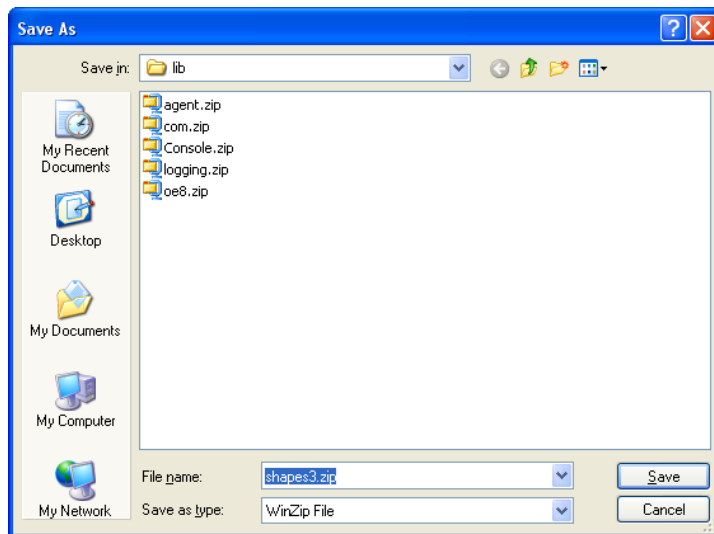 Save As
Save in:
lib
agent.zip
com.zip
Console.zip
logging.zip
oe8.zip
My Recent
Documents
Desktop
My Documents
My Computer
My Network
File name:
shapes3.zip
Save
Save as type:
WinZip File
Cancel